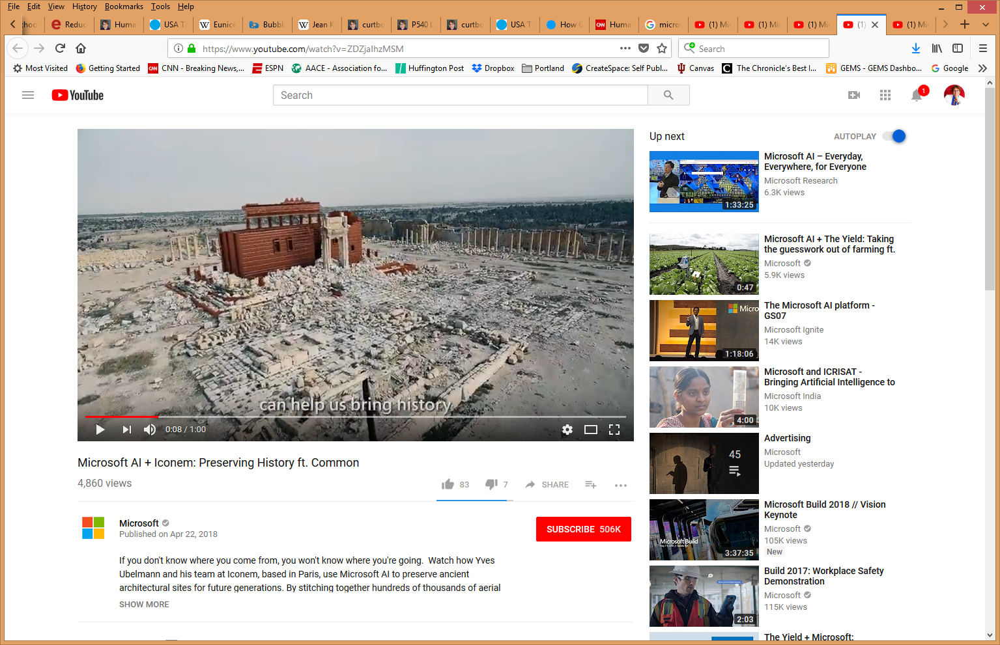 File Edit View History Bookmarks Tools Help
Reduc
Huma
USA T
Eunice
Bubbl
Jean K
curtbo
P540 L
curtbo
USA T
How C
CNN Huma
micros
(1) Mi
(1) Mi
(1) Mi
(1)
(1) Mi
https://www.youtube.com/watch?v=ZDZjaIhzMSM
Search
Most Visited
Getting Started
CNN - Breaking News,...
ESPN
AACE - Association fo...
Huffington Post
Dropbox
Portland
CreateSpace: Self Publ...
Canvas
The Chronicle's Best I...
GEMS - GEMS Dashbo...
Google
YouTube
Search
1
can help us bring history
0:08 / 1:00
Microsoft AI + Iconem: Preserving History ft. Common
4,860 views
83
7
SHARE
Microsoft
Published on Apr 22, 2018
SUBSCRIBE 506K
If you don't know where you come from, you won't know where you're going. Watch how Yves
Ubelmann and his team at Iconem, based in Paris, use Microsoft AI to preserve ancient
architectural sites for future generations. By stitching together hundreds of thousands of aerial
SHOW MORE
Up next
AUTOPLAY
1:33:25
Microsoft AI – Everyday,
Everywhere, for Everyone
Microsoft Research
6.3K views
0:47
Microsoft AI + The Yield: Taking
the guesswork out of farming ft.
Microsoft
5.9K views
Micro
1:18:06
The Microsoft AI platform -
GS07
Microsoft Ignite
14K views
4:00
Microsoft and ICRISAT -
Bringing Artificial Intelligence to
Microsoft India
10K views
45
Advertising
Microsoft
Updated yesterday
Microsoft Build
3:37:35
Microsoft Build 2018 // Vision
Keynote
Microsoft
105K views
New
2:03
Build 2017: Workplace Safety
Demonstration
Microsoft
115K views
The Yield + Microsoft: